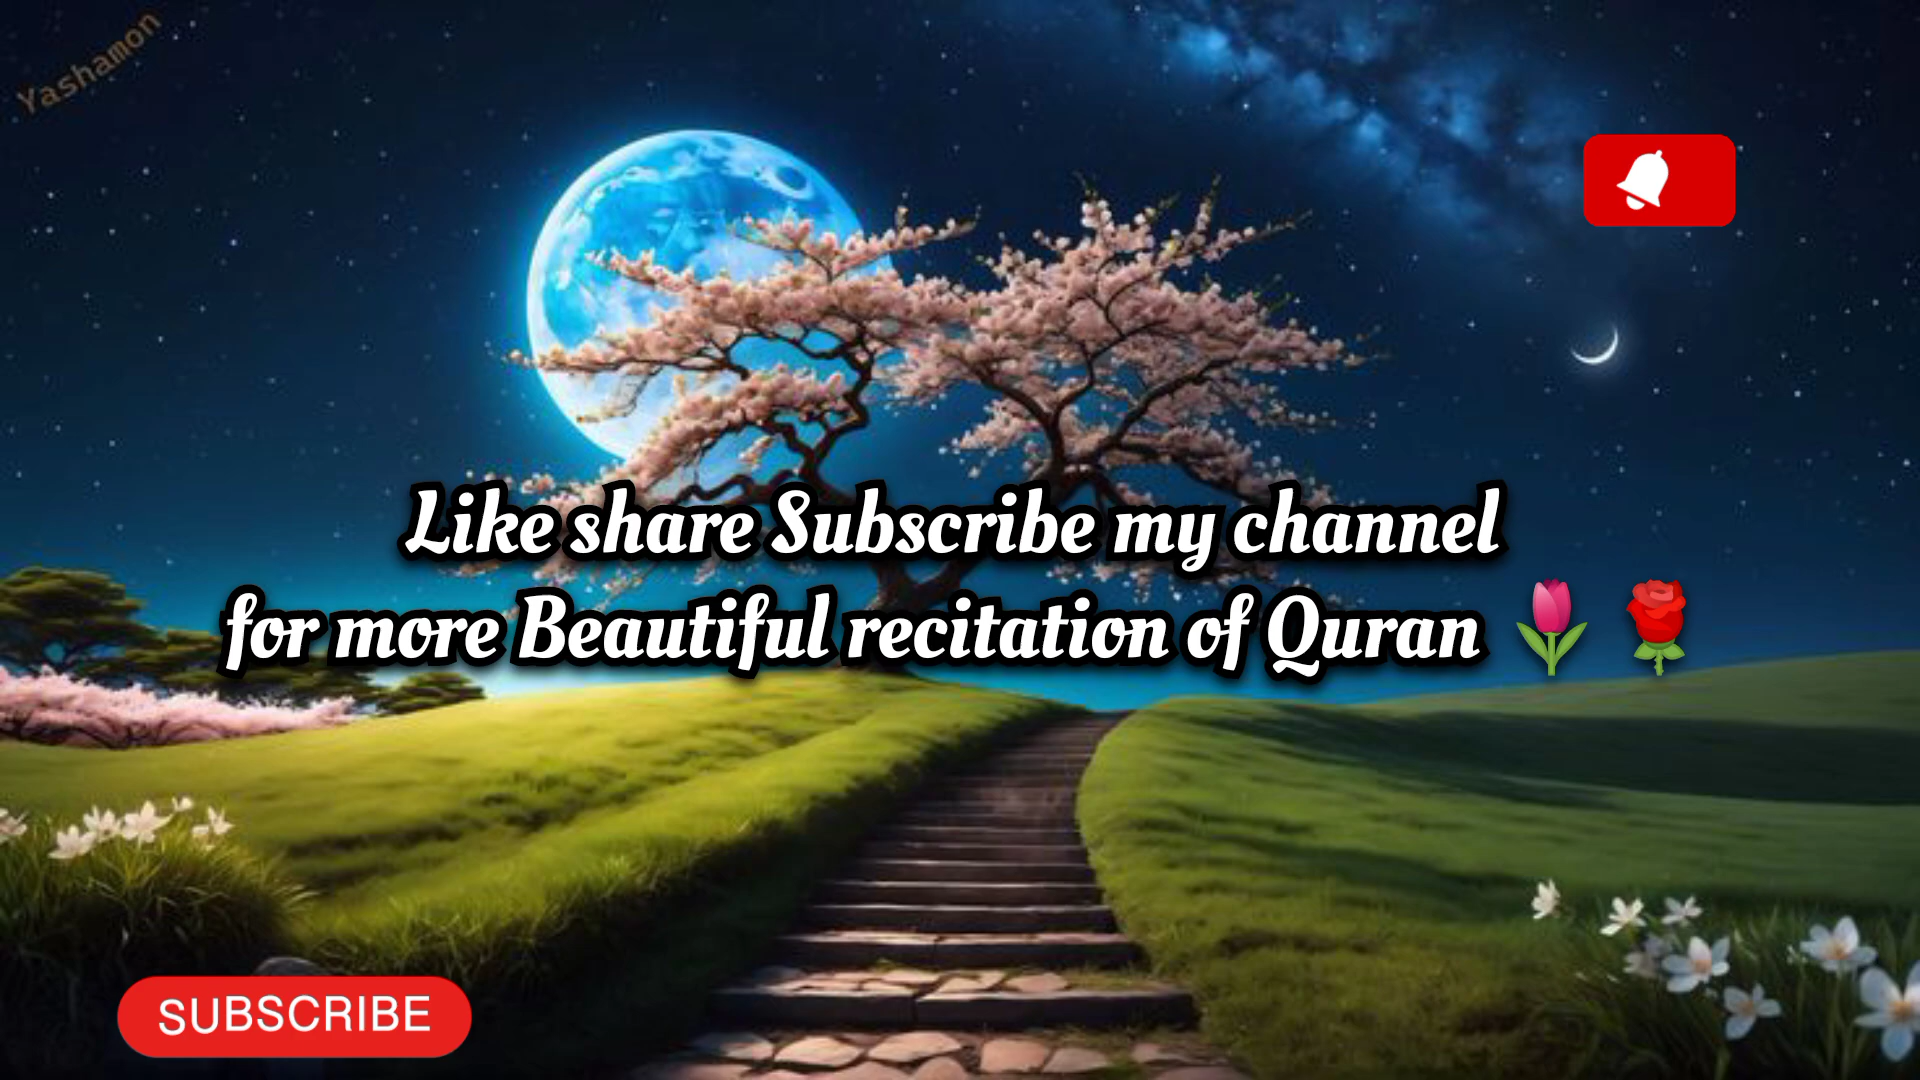 Yashamon
Like share Subscribe my channel
for more Beautiful recitation of Quran 🌷 🌹
SUBSCRIBE